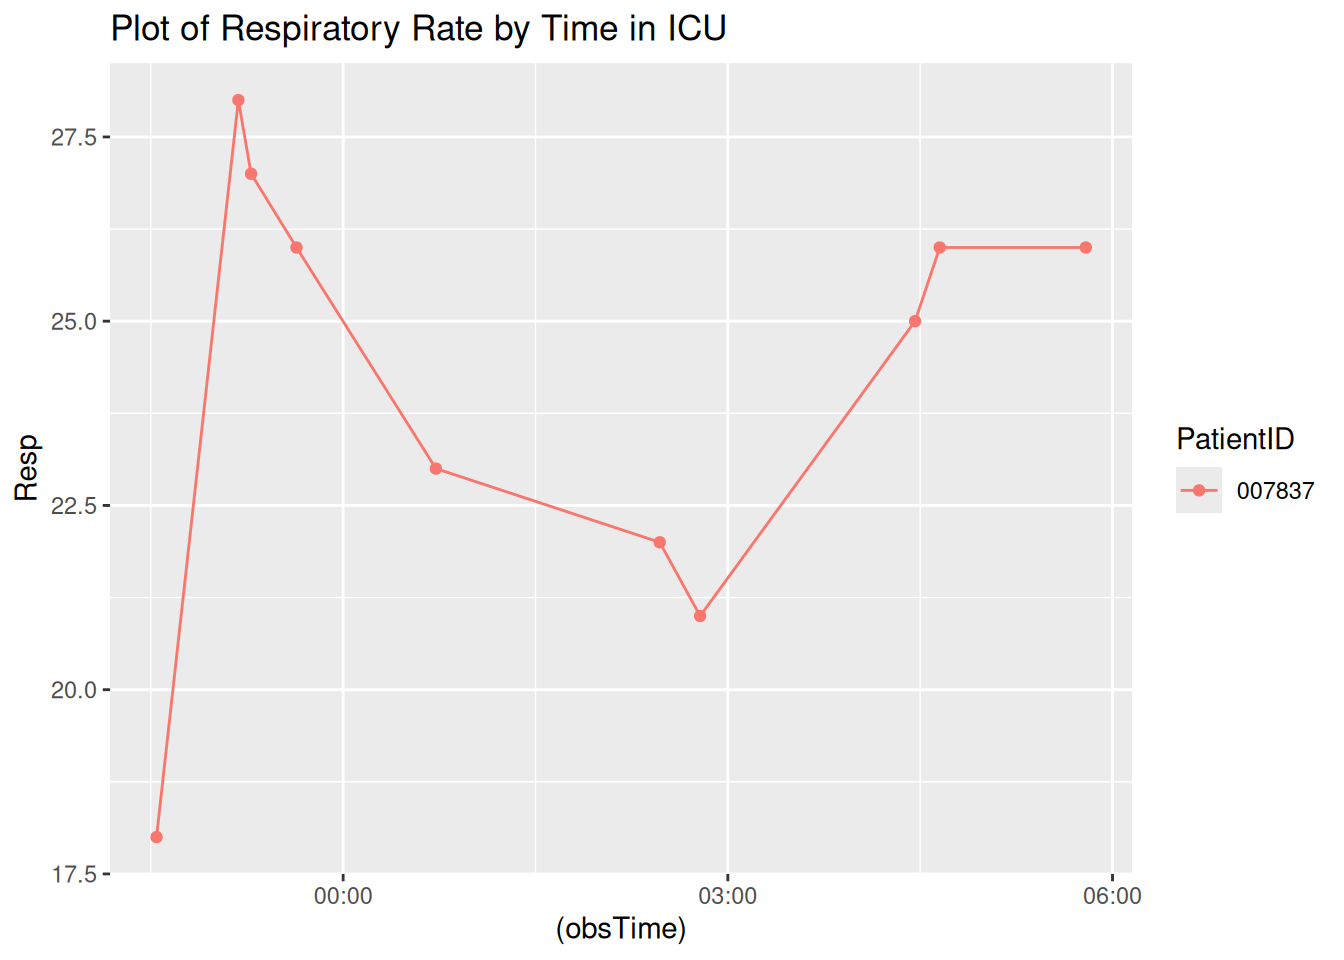 Plot of Respiratory Rate by Time in ICU
27.5
25.0
22.5
20.0
17.5
Resp
00:00 03:00 06:00
(obsTime)
PatientID
007837